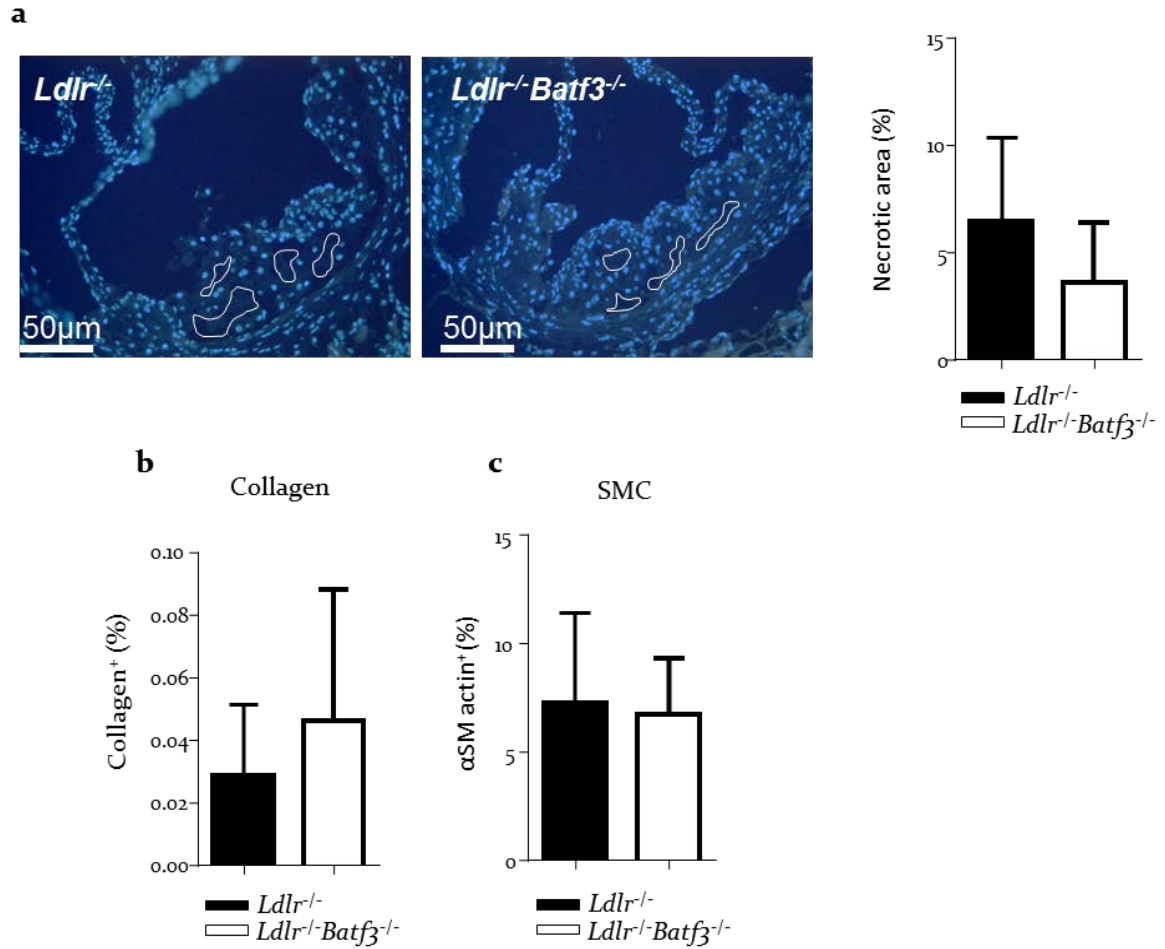 a
Ldlr⁻/⁻
50µm
Ldlr⁻/⁻Batf3⁻/⁻
50µm
Necrotic area (%)
15
10
5
0
Ldlr⁻/⁻
Ldlr⁻/⁻Batf3⁻/⁻
b
Collagen
Collagen⁺ (%)
0.10
0.08
0.06
0.04
0.02
0.00
Ldlr⁻/⁻
Ldlr⁻/⁻Batf3⁻/⁻
c
SMC
αSM actin⁺ (%)
15
10
5
0
Ldlr⁻/⁻
Ldlr⁻/⁻Batf3⁻/⁻